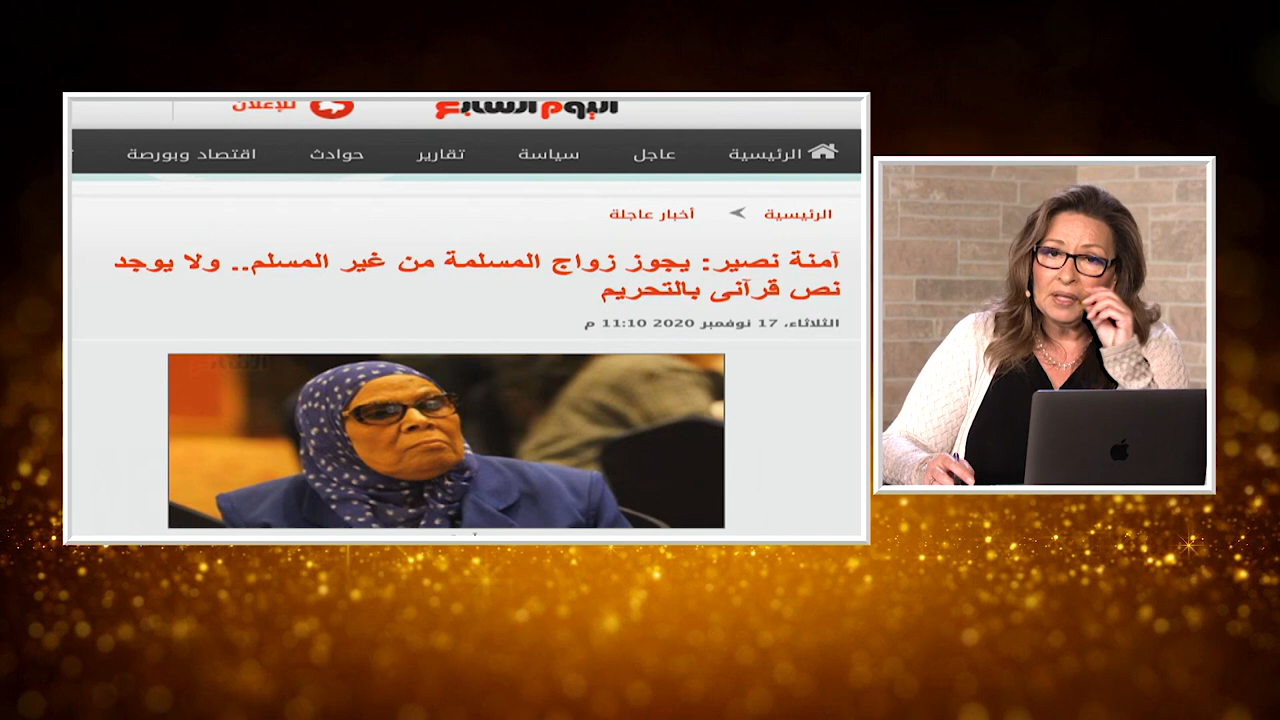 اليوم السابع
للإعلان
الرئيسية عاجل سياسة تقارير حوادث اقتصاد وبورصة
الرئيسية أخبار عاجلة
آمنة نصير: يجوز زواج المسلمة من غير المسلم.. ولا يوجد
نص قرآنى بالتحريم
الثلاثاء، 17 نوفمبر 2020 11:10 م